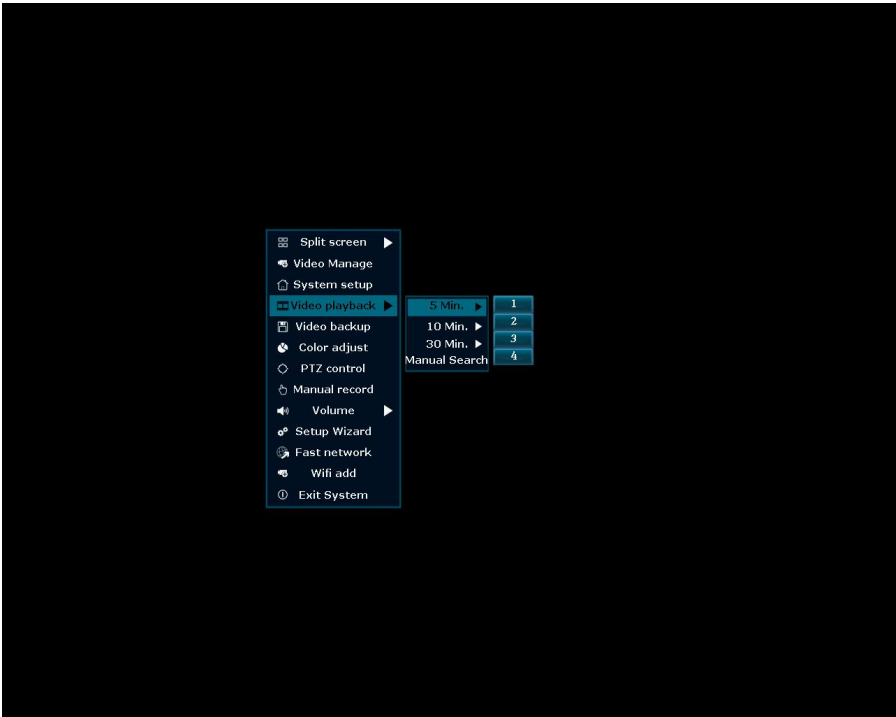 Split screen
Video Manage
System setup
Video playback
Video backup
Color adjust
PTZ control
Manual record
Volume
Setup Wizard
Fast network
Wifi add
Exit System
5 Min.
10 Min.
30 Min.
Manual Search
1
2
3
4